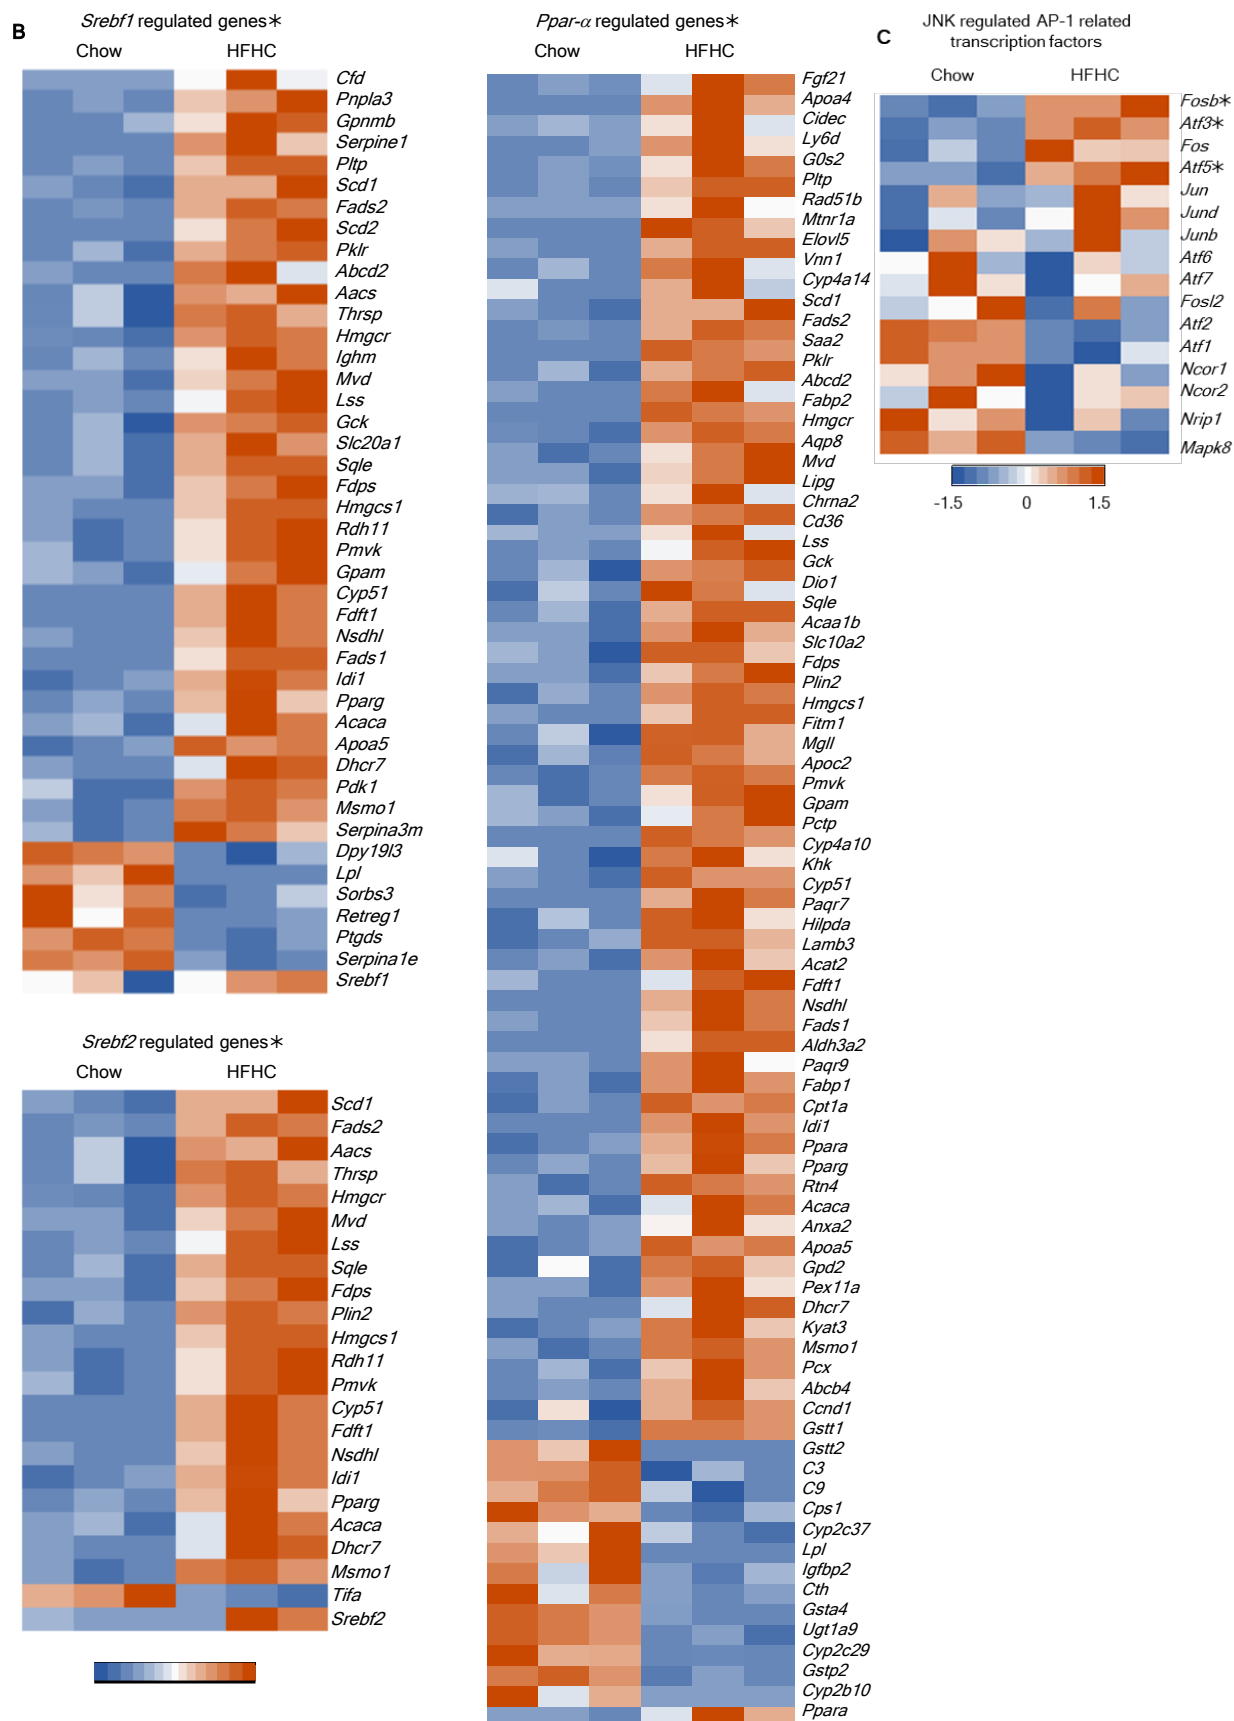 B
Srebf1 regulated genes*
Chow HFHC
Cfd
Pnpla3
Gpnmb
Serpine1
Pltp
Scd1
Fads2
Scd2
Pklr
Abcd2
Aacs
Thrsp
Hmgcr
Ighm
Mvd
Lss
Gck
Slc20a1
Sqle
Fdps
Hmgcs1
Rdh11
Pmvk
Gpam
Cyp51
Fdft1
Nsdhl
Fads1
Idi1
Pparg
Acaca
Apoa5
Dhcr7
Pdk1
Msmo1
Serpina3m
Dpy19l3
Lpl
Sorbs3
Retreg1
Ptgds
Serpina1e
Srebf1
Srebf2 regulated genes*
Chow HFHC
Scd1
Fads2
Aacs
Thrsp
Hmgcr
Mvd
Lss
Sqle
Fdps
Plin2
Hmgcs1
Rdh11
Pmvk
Cyp51
Fdft1
Nsdhl
Idi1
Pparg
Acaca
Dhcr7
Msmo1
Tifa
Srebf2
Ppar-α regulated genes*
Chow HFHC
Fgf21
Apoa4
Cidec
Ly6d
G0s2
Pltp
Rad51b
Mtnr1a
Elovl5
Vnn1
Cyp4a14
Scd1
Fads2
Saa2
Pklr
Abcd2
Fabp2
Hmgcr
Aqp8
Mvd
Lipg
Chrna2
Cd36
Lss
Gck
Dio1
Sqle
Acaa1b
Slc10a2
Fdps
Plin2
Hmgcs1
Fitm1
Mgll
Apoc2
Pmvk
Gpam
Pctp
Cyp4a10
Khk
Cyp51
Paqr7
Hilpda
Lamb3
Acat2
Fdft1
Nsdhl
Fads1
Aldh3a2
Paqr9
Fabp1
Cpt1a
Idi1
Ppara
Pparg
Rtn4
Acaca
Anxa2
Apoa5
Gpd2
Pex11a
Dhcr7
Kyat3
Msmo1
Pcx
Abcb4
Ccnd1
Gstt1
Gstt2
C3
C9
Cps1
Cyp2c37
Lpl
Igfbp2
Cth
Gsta4
Ugt1a9
Cyp2c29
Gstp2
Cyp2b10
Ppara
C
JNK regulated AP-1 related
transcription factors
Chow HFHC
Fosb*
Atf3*
Fos
Atf5*
Jun
Jund
Junb
Atf6
Atf7
Fosl2
Atf2
Atf1
Ncor1
Ncor2
Nrip1
Mapk8
-1.5 0 1.5